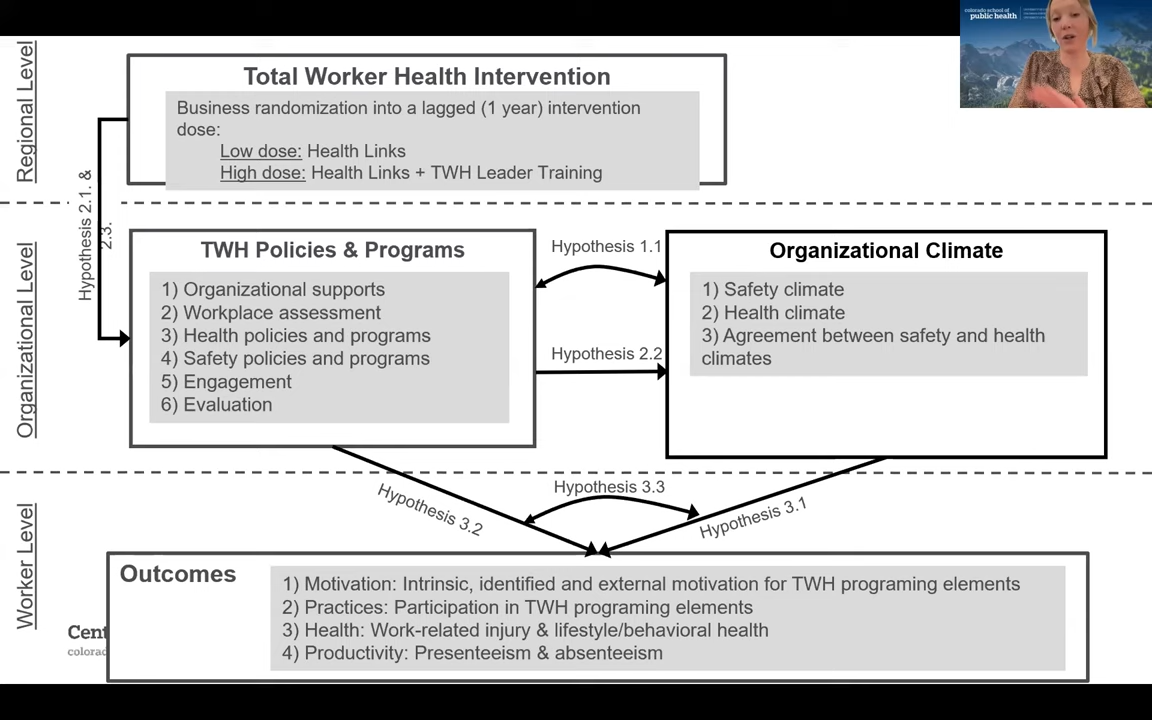 colorado school of
public health
Regional Level
Total Worker Health Intervention
Business randomization into a lagged (1 year) intervention
dose:
Low dose: Health Links
High dose: Health Links + TWH Leader Training
Hypothesis 2.1. &
2.3.
Organizational Level
TWH Policies & Programs
1) Organizational supports
2) Workplace assessment
3) Health policies and programs
4) Safety policies and programs
5) Engagement
6) Evaluation
Hypothesis 1.1
Hypothesis 2.2
Organizational Climate
1) Safety climate
2) Health climate
3) Agreement between safety and health
climates
Worker Level
Hypothesis 3.2
Hypothesis 3.3
Hypothesis 3.1
Outcomes
1) Motivation: Intrinsic, identified and external motivation for TWH programing elements
2) Practices: Participation in TWH programing elements
3) Health: Work-related injury & lifestyle/behavioral health
4) Productivity: Presenteeism & absenteeism
Cent
colorad